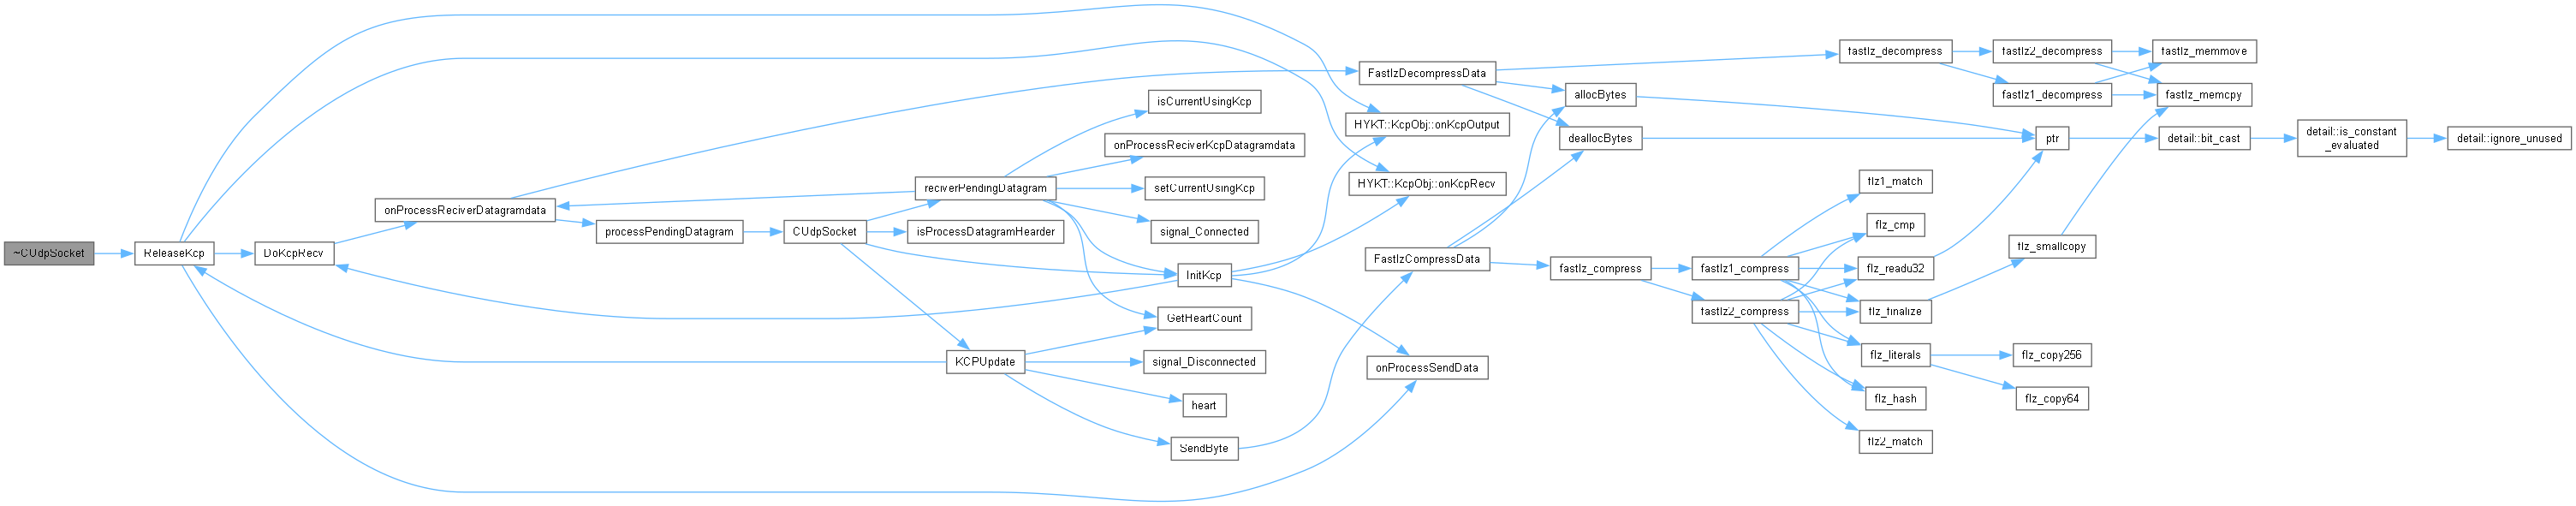 ~CUdpSocket
ReleaseKcp
DoKcpRecv
onProcessReciverDatagramdata
processPendingDatagram
CUdpSocket
reciverPendingDatagram
isProcessDatagramHearder
KCPUpdate
isCurrentUsingKcp
onProcessReciverKcpDatagramdata
setCurrentUsingKcp
signal_Connected
InitKcp
GetHeartCount
signal_Disconnected
heart
SendByte
FastlzDecompressData
HYKT::KcpObj::onKcpOutput
HYKT::KcpObj::onKcpRecv
FastlzCompressData
onProcessSendData
allocBytes
deallocBytes
fastlz_compress
fastlz1_compress
fastlz2_compress
fastlz_decompress
flz1_match
flz_cmp
flz_readu32
flz_finalize
flz_literals
flz_hash
flz2_match
fastlz2_decompress
fastlz1_decompress
ptr
flz_smallcopy
flz_copy256
flz_copy64
fastlz_memmove
fastlz_memcpy
detail::bit_cast
detail::is_constant
_evaluated
detail::ignore_unused